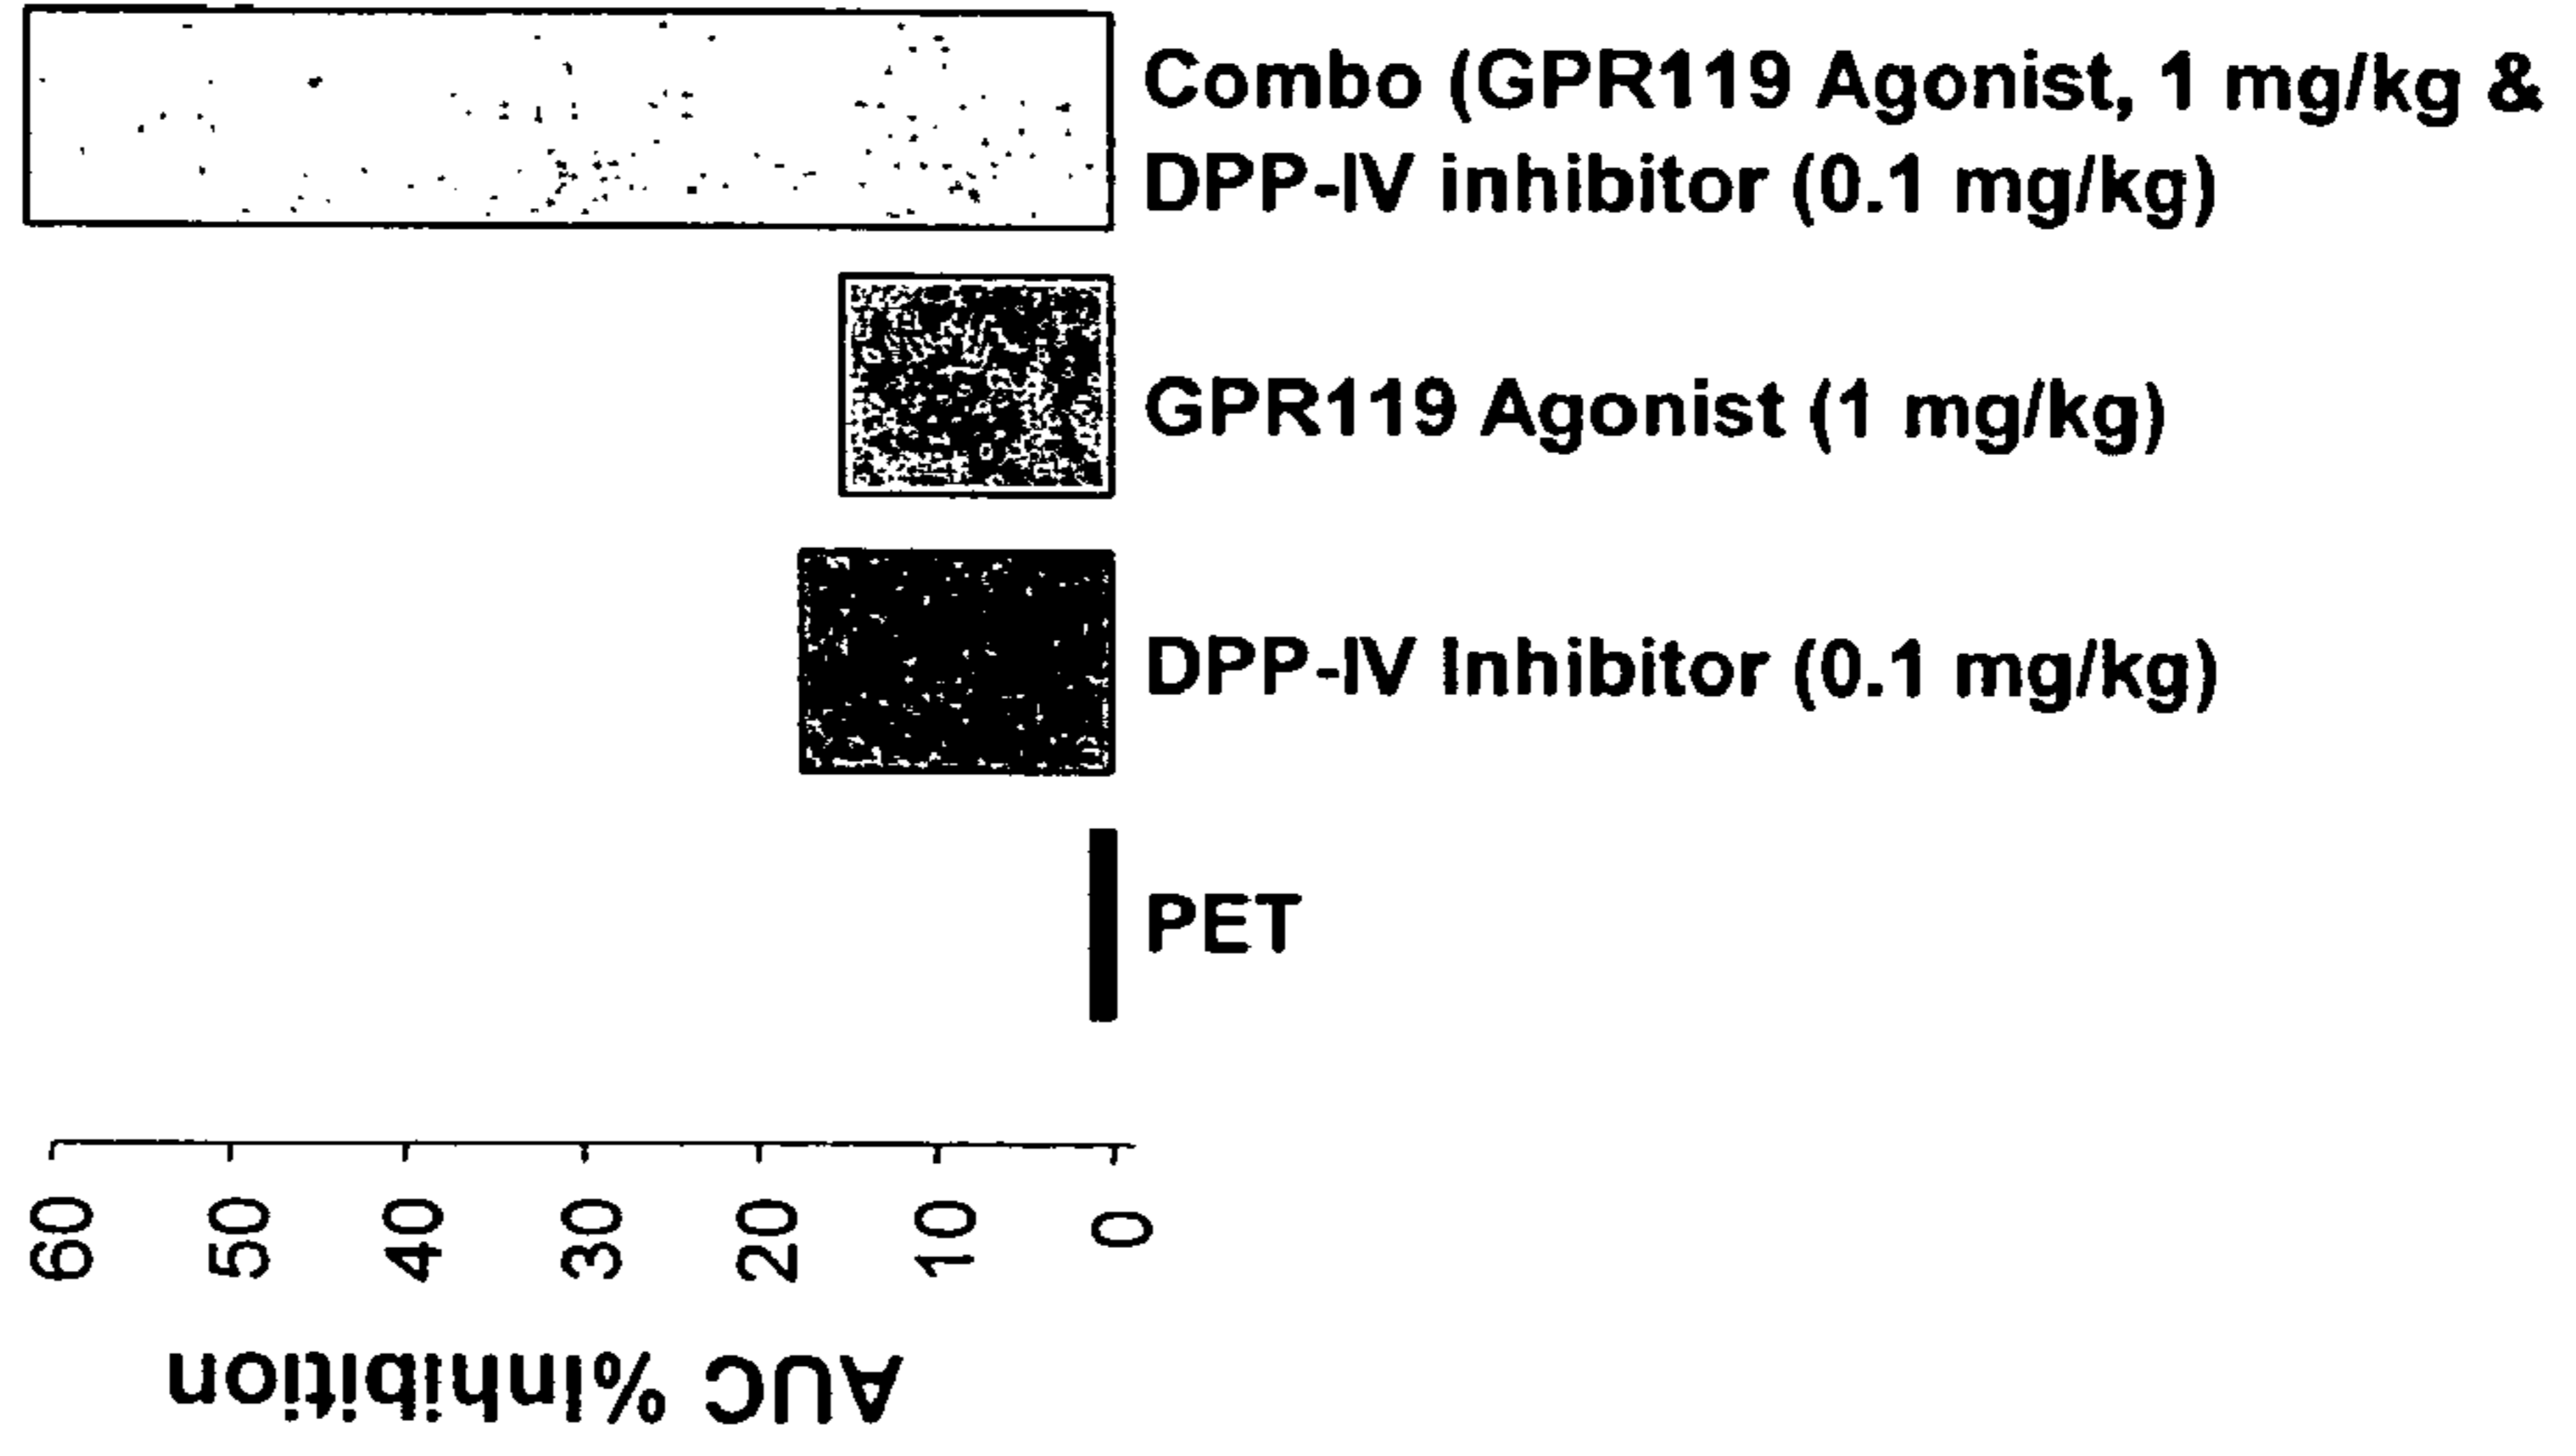 Combo (GPR119 Agonist, 1 mg/kg &
DPP-IV inhibitor (0.1 mg/kg)
GPR119 Agonist (1 mg/kg)
DPP-IV Inhibitor (0.1 mg/kg)
PET
60
50
40
30
20
10
0
AUC %Inhibition